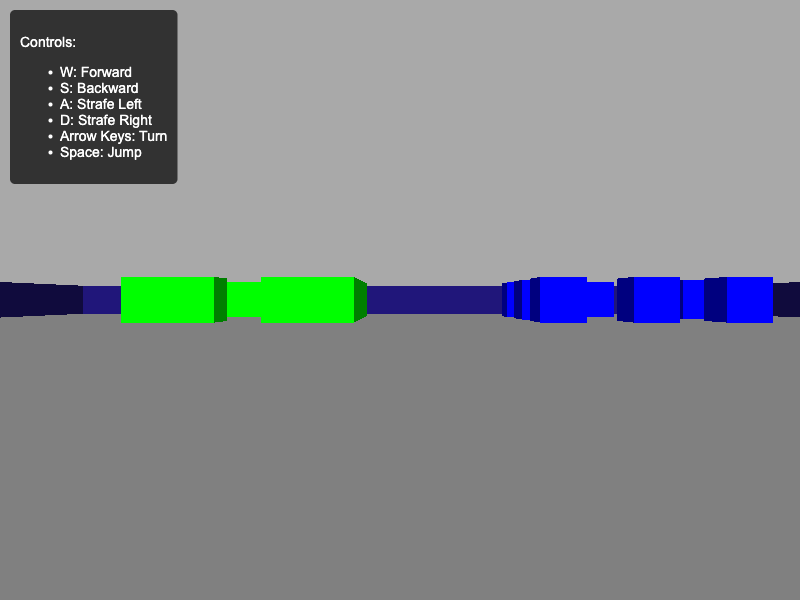 Controls:
• W: Forward
• S: Backward
• A: Strafe Left
• D: Strafe Right
• Arrow Keys: Turn
• Space: Jump